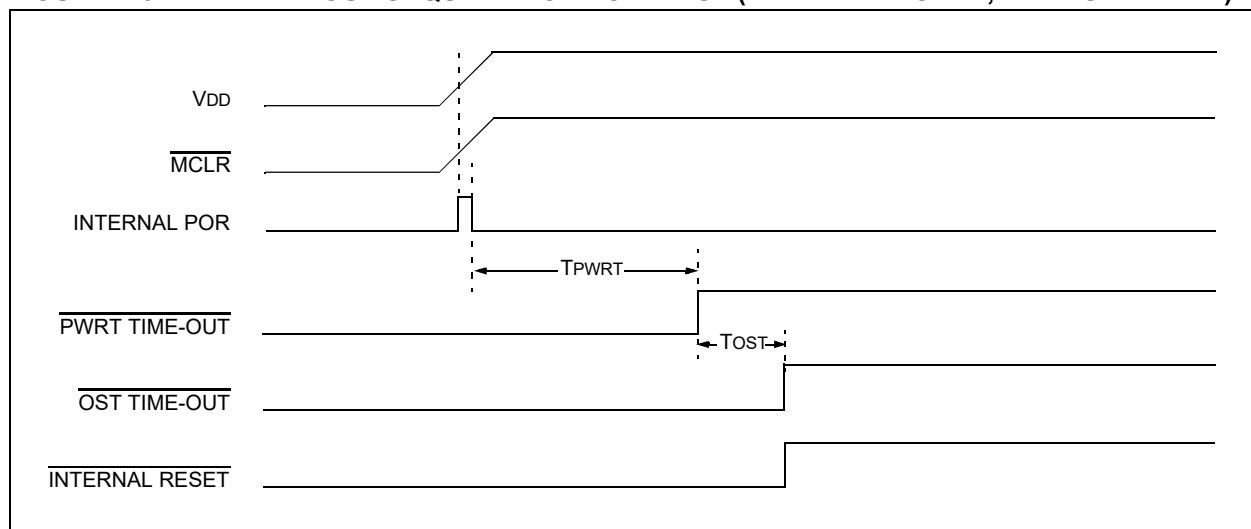 VDD
MCLR
INTERNAL POR
TPWRT
PWRT TIME-OUT
TOST
OST TIME-OUT
INTERNAL RESET